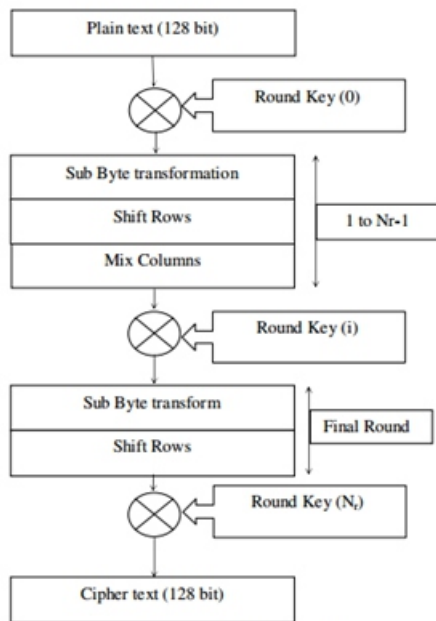 Plain text (128 bit)
Round Key (0)
Sub Byte transformation
Shift Rows
1 to Nr-1
Mix Columns
Round Key (i)
Sub Byte transform
Final Round
Shift Rows
Round Key (Nr)
Cipher text (128 bit)